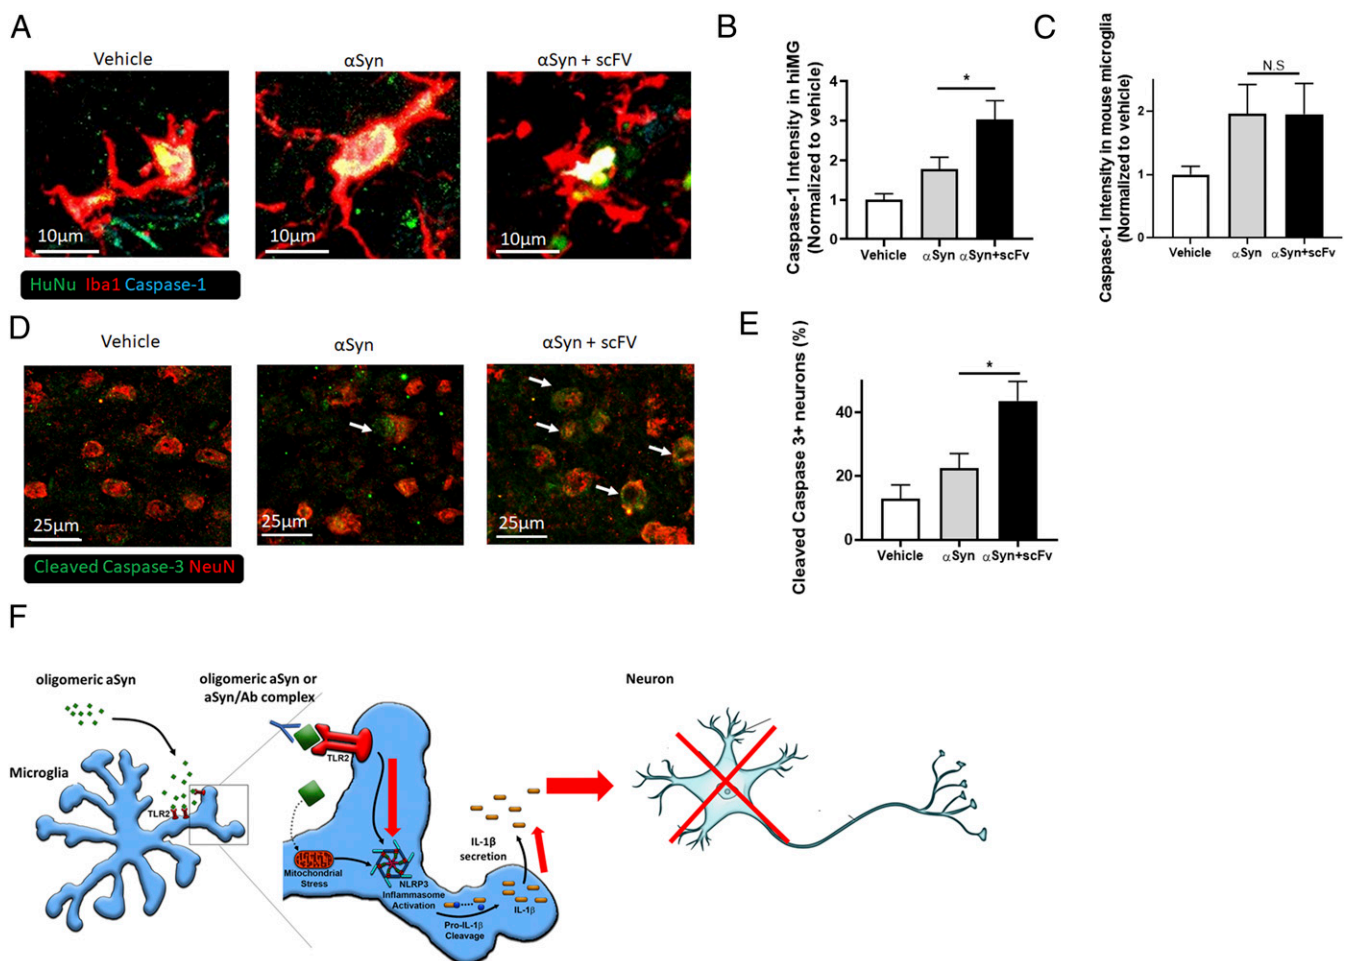 A
Vehicle
αSyn
αSyn + scFV
10µm
10µm
10µm
HuNu Iba1 Caspase-1
B
Caspase-1 Intensity in hiMG
(Normalized to vehicle)
5
4
3
2
1
0
*
Vehicle
αSyn
αSyn+scFv
C
Caspase-1 Intensity in mouse microglia
(Normalized to vehicle)
2
1
0
N.S
Vehicle
αSyn
αSyn+scFv
D
Vehicle
αSyn
αSyn + scFV
25µm
25µm
25µm
Cleaved Caspase-3 NeuN
E
Cleaved Caspase 3+ neurons (%)
40
20
0
*
Vehicle
αSyn
αSyn+scFv
F
oligomeric aSyn
Microglia
TLR2
oligomeric aSyn or
aSyn/Ab complex
TLR2
Mitochondrial
Stress
NLRP3
Inflammasome
Activation
Pro-IL-1β
Cleavage
IL-1β
IL-1β
secretion
Neuron